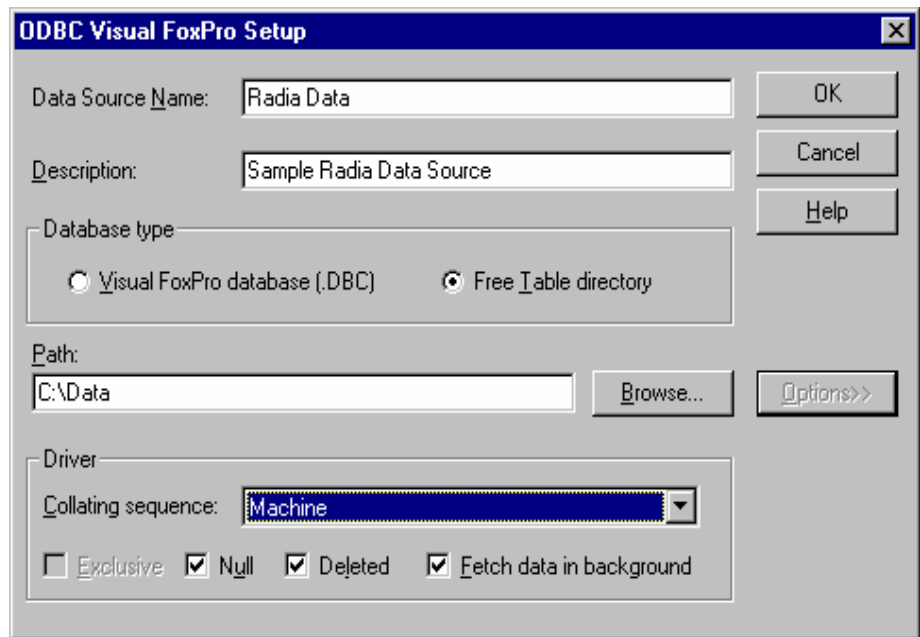 ODBC Visual FoxPro Setup
Data Source Name: Radia Data OK
Description: Sample Radia Data Source Cancel
Help
Database type
Visual FoxPro database (.DBC) Free Table directory
Path:
C:\Data Browse... Options>>
Driver
Collating sequence: Machine
Exclusive Null Deleted Fetch data in background